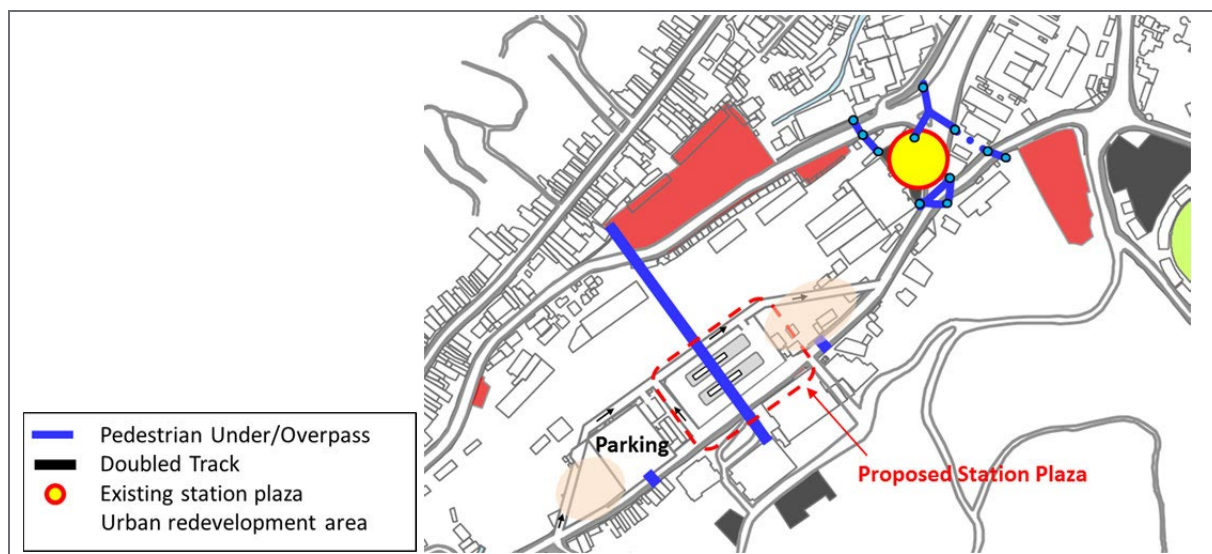 Parking
Proposed Station Plaza
Pedestrian Under/Overpass
Doubled Track
Existing station plaza
Urban redevelopment area